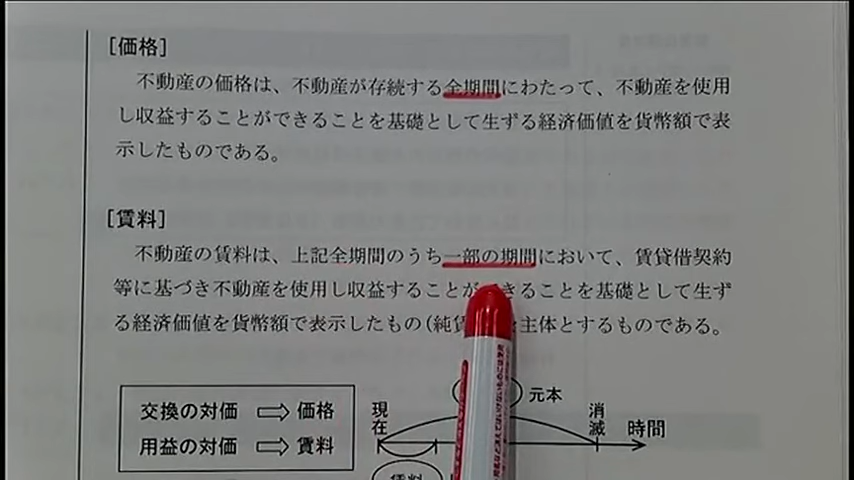 [価格]
不動産の価格は、不動産が存続する全期間にわたって、不動産を使用
し収益することができることを基礎として生ずる経済価値を貨幣額で表
示したものである。
[賃料]
不動産の賃料は、上記全期間のうち一部の期間において、賃貸借契約
等に基づき不動産を使用し収益することができることを基礎として生ず
る経済価値を貨幣額で表示したもの(純賃 主体とするものである。
交換の対価 ⇨ 価格
用益の対価 ⇨ 賃料
現在
元本
消滅
時間
賃料